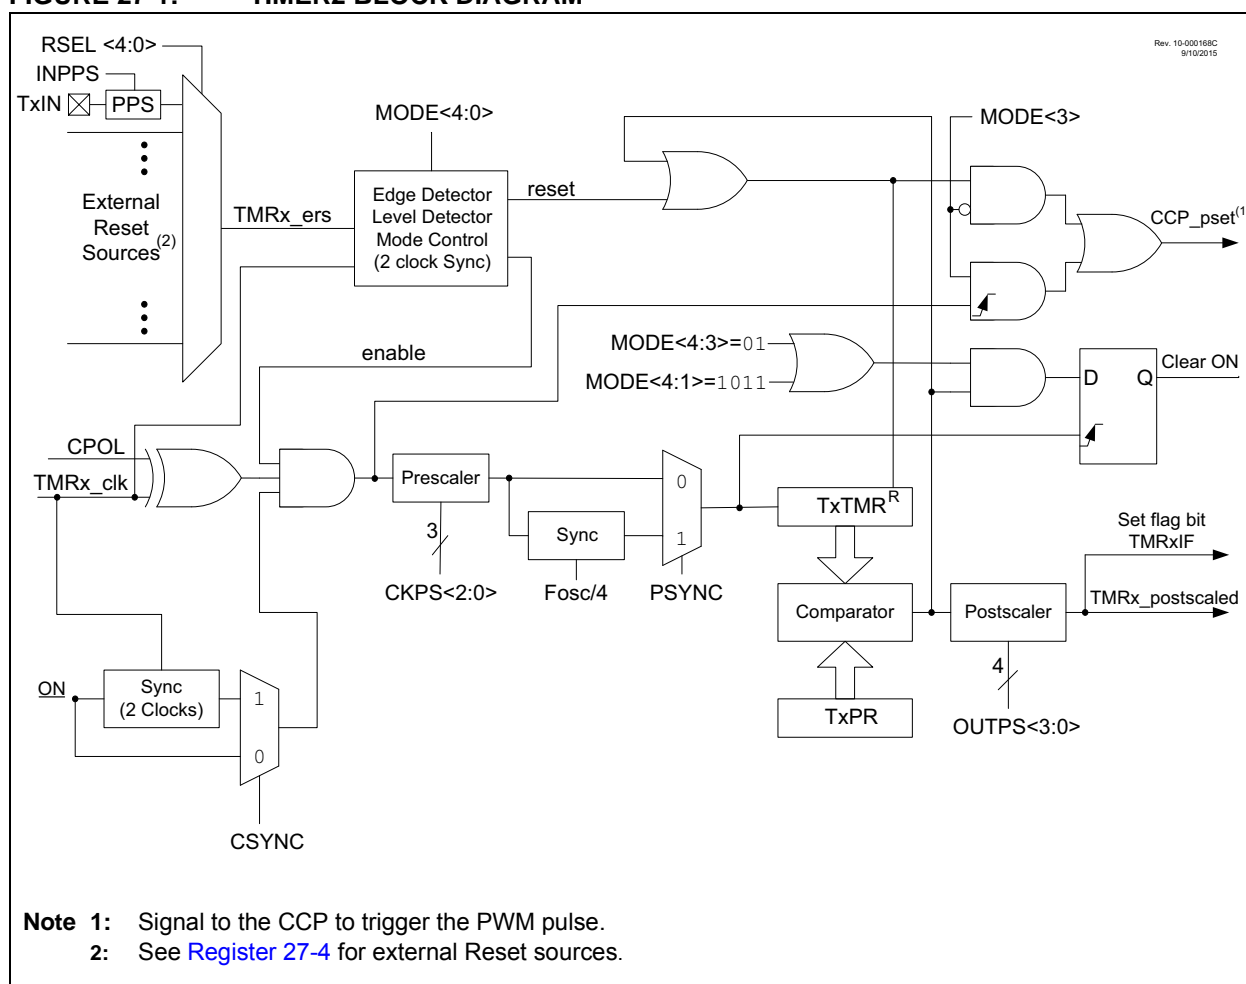 FIGURE 27-1: TIMER2 BLOCK DIAGRAM
Rev. 10-000168C
9/10/2015
RSEL <4:0>
INPPS
TxIN
PPS
MODE<4:0>
MODE<3>
External
Reset
Sources(2)
TMRx_ers
Edge Detector
Level Detector
Mode Control
(2 clock Sync)
reset
enable
CCP_pset(1
MODE<4:3>=01
MODE<4:1>=1011
D
Q
Clear ON
CPOL
TMRx_clk
Prescaler
3
CKPS<2:0>
Sync
Fosc/4
0
1
PSYNC
TxTMR
R
Comparator
TxPR
Postscaler
4
OUTPS<3:0>
Set flag bit
TMRxIF
TMRx_postscaled
ON
Sync
(2 Clocks)
1
0
CSYNC
Note 1: Signal to the CCP to trigger the PWM pulse.
2: See Register 27-4 for external Reset sources.